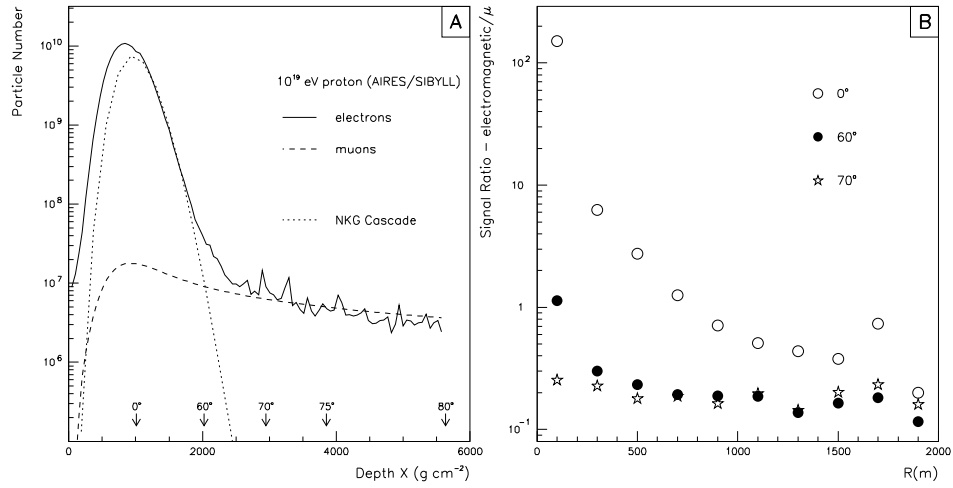 A
Particle Number
10^10
10^9
10^8
10^7
10^6
10^19 eV proton (AIRES/SIBYLL)
electrons
muons
NKG Cascade
0° 60° 70° 75° 80°
0 2000 4000 6000
Depth X (g cm^-2)
B
Signal Ratio – electromagnetic/μ
10^2
10
1
10^-1
0°
60°
70°
0 500 1000 1500 2000
R(m)